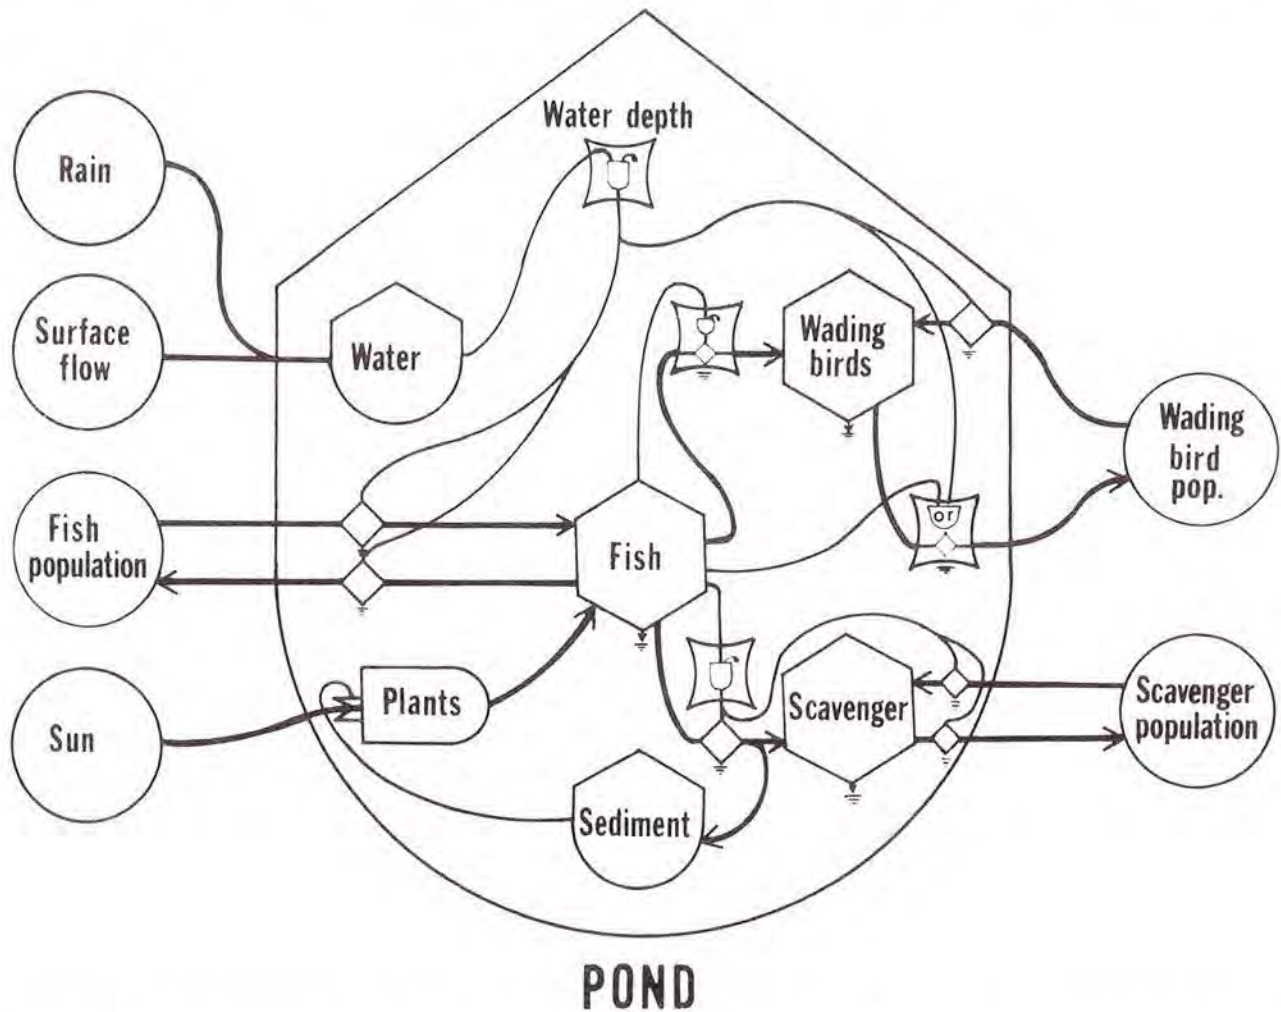 Water depth
Rain
Surface
flow
Water
Wading
birds
Wading
bird
pop.
Fish
population
Fish
or
Sun
Plants
Scavenger
Scavenger
population
Sediment
POND